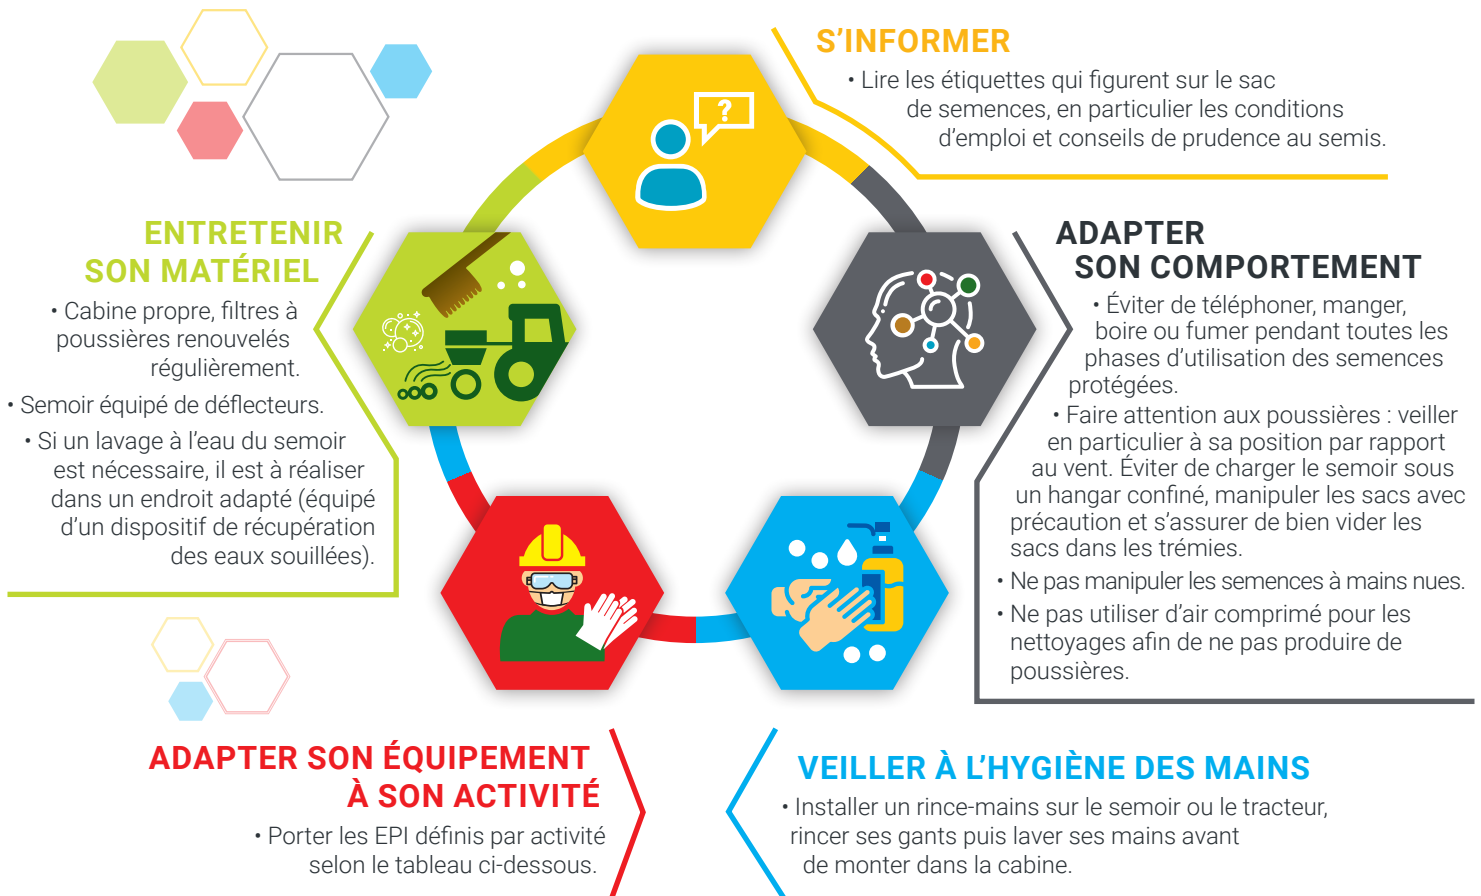 S'INFORMER
• Lire les étiquettes qui figurent sur le sac
de semences, en particulier les conditions
d'emploi et conseils de prudence au semis.
?
ADAPTER
SON COMPORTEMENT
• Éviter de téléphoner, manger,
boire ou fumer pendant toutes les
phases d'utilisation des semences
protégées.
• Faire attention aux poussières : veiller
en particulier à sa position par rapport
au vent. Éviter de charger le semoir sous
un hangar confiné, manipuler les sacs avec
précaution et s'assurer de bien vider les
sacs dans les trémies.
• Ne pas manipuler les semences à mains nues.
• Ne pas utiliser d'air comprimé pour les
nettoyages afin de ne pas produire de
poussières.
VEILLER À L'HYGIÈNE DES MAINS
• Installer un rince-mains sur le semoir ou le tracteur,
rincer ses gants puis laver ses mains avant
de monter dans la cabine.
ADAPTER SON ÉQUIPEMENT
À SON ACTIVITÉ
• Porter les EPI définis par activité
selon le tableau ci-dessous.
ENTRETENIR
SON MATÉRIEL
• Cabine propre, filtres à
poussières renouvelés
régulièrement.
• Semoir équipé de déflecteurs.
• Si un lavage à l'eau du semoir
est nécessaire, il est à réaliser
dans un endroit adapté (équipé
d'un dispositif de récupération
des eaux souillées).